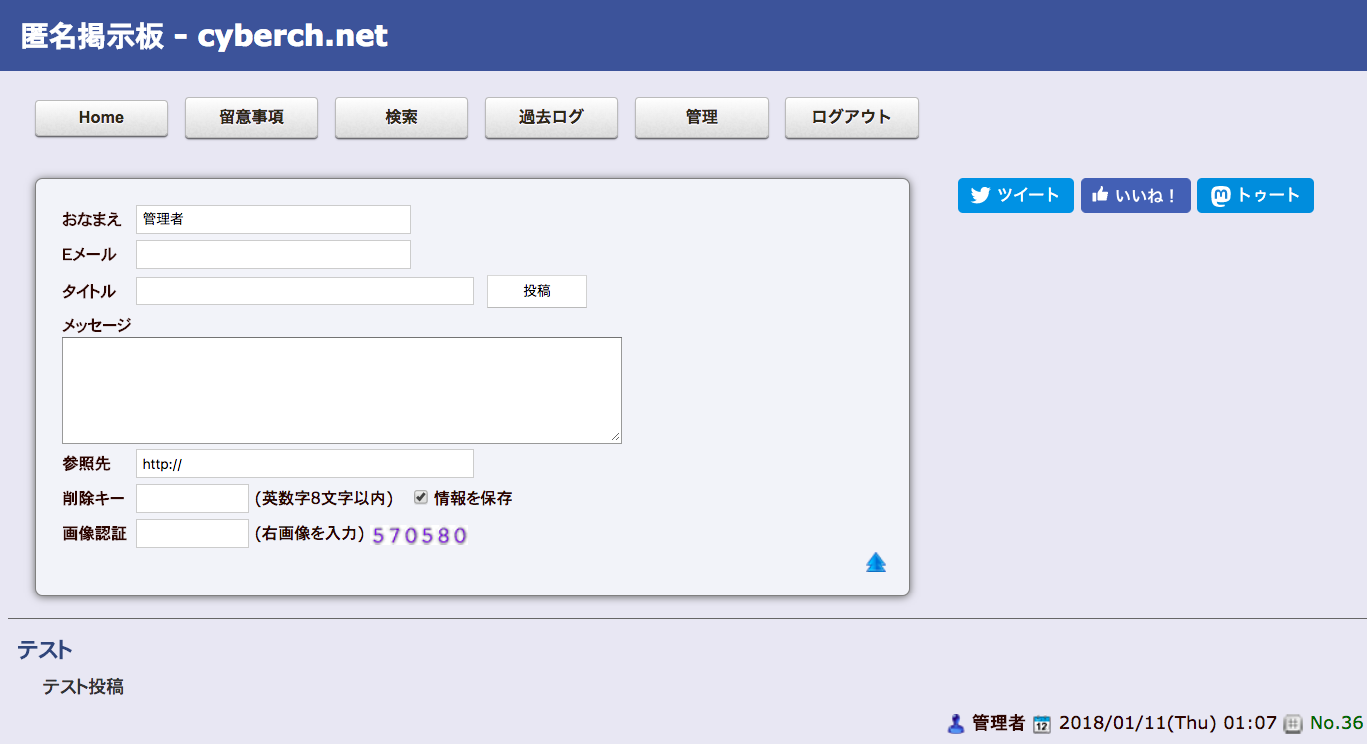 匿名掲示板 - cyberch.net
Home 留意事項 検索 過去ログ 管理 ログアウト
ツイート いいね！ トゥート
おなまえ 管理者
Eメール
タイトル 投稿
メッセージ
参照先 http://
削除キー (英数字8文字以内) 情報を保存
画像認証 (右画像を入力) 570580
テスト
テスト投稿
管理者 12 2018/01/11(Thu) 01:07 No.36